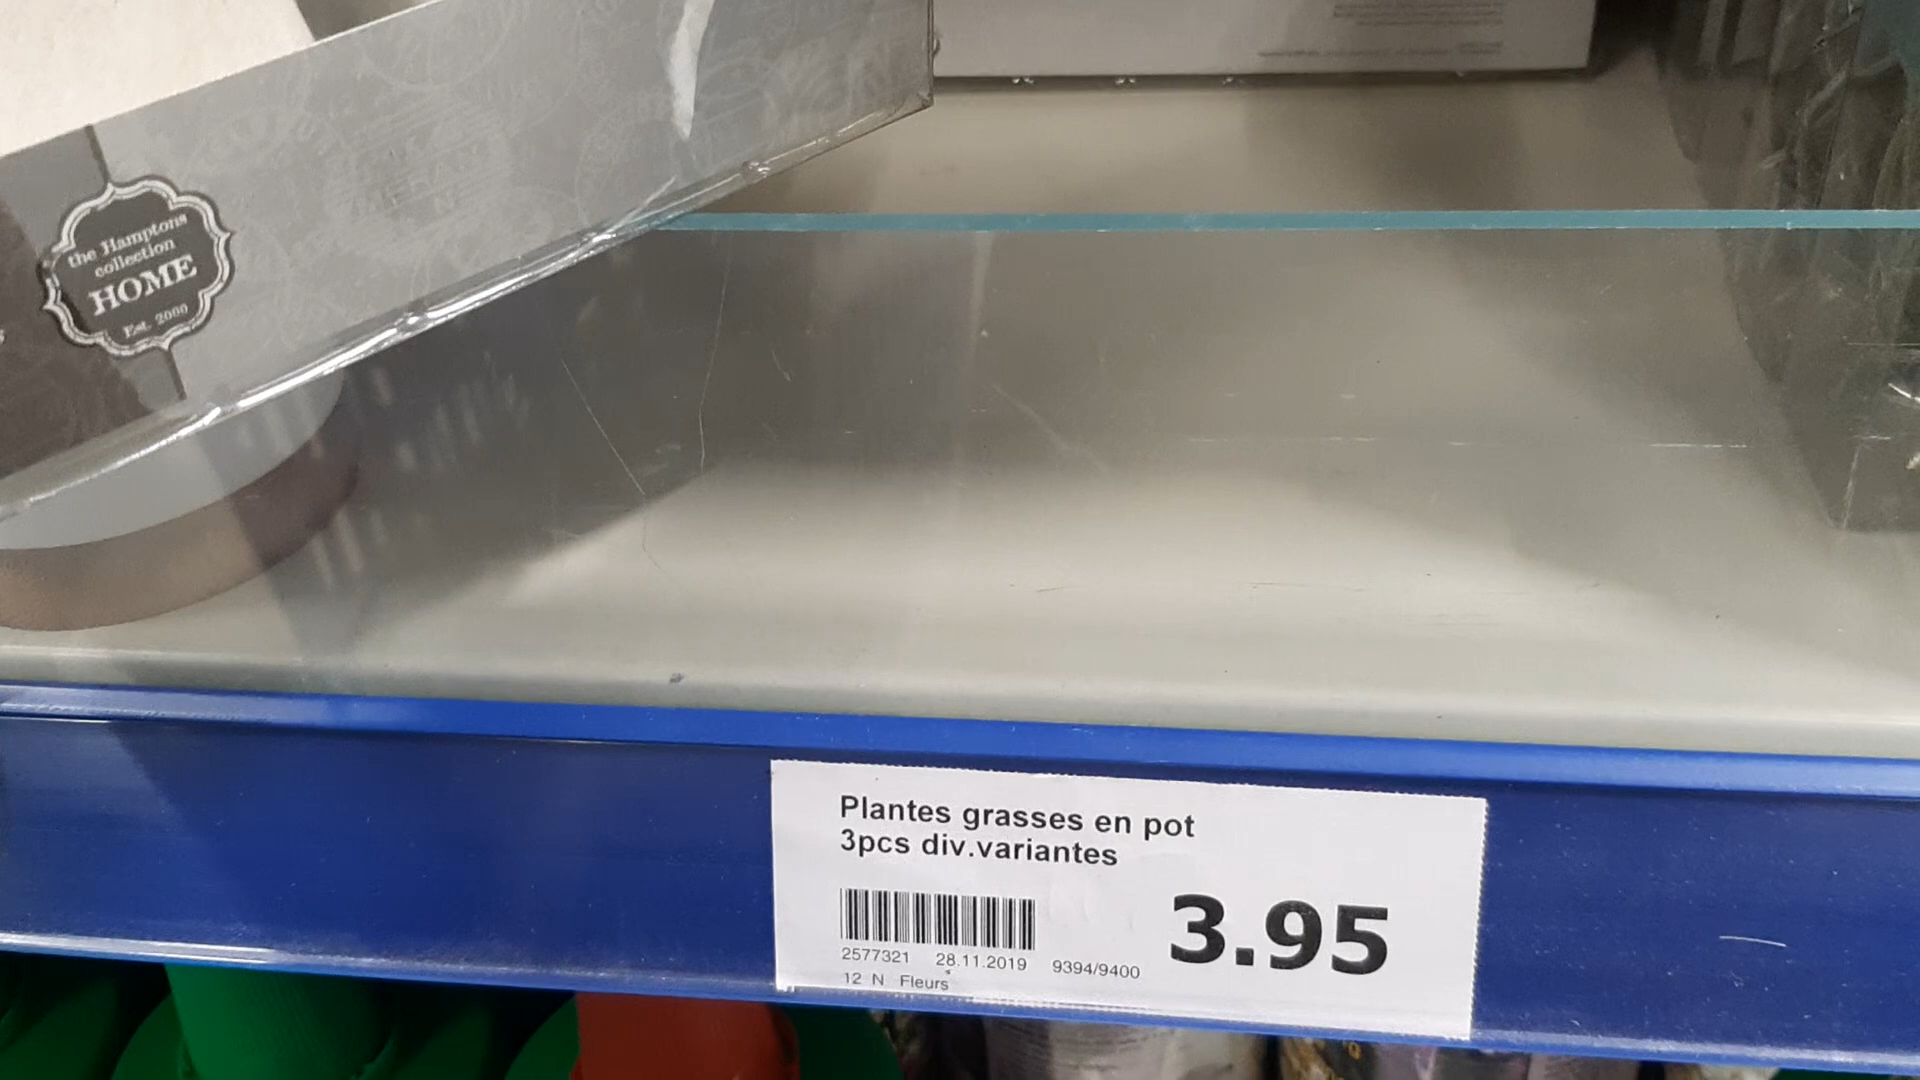 the Hamptons
collection
HOME
Est. 2000
Plantes grasses en pot
3pcs div.variantes
3.95
2577321 28.11.2019 9394/9400
12 N Fleurs